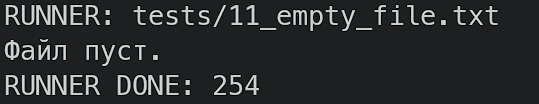 RUNNER: tests/11_empty_file.txt
Файл пуст.
RUNNER DONE: 254